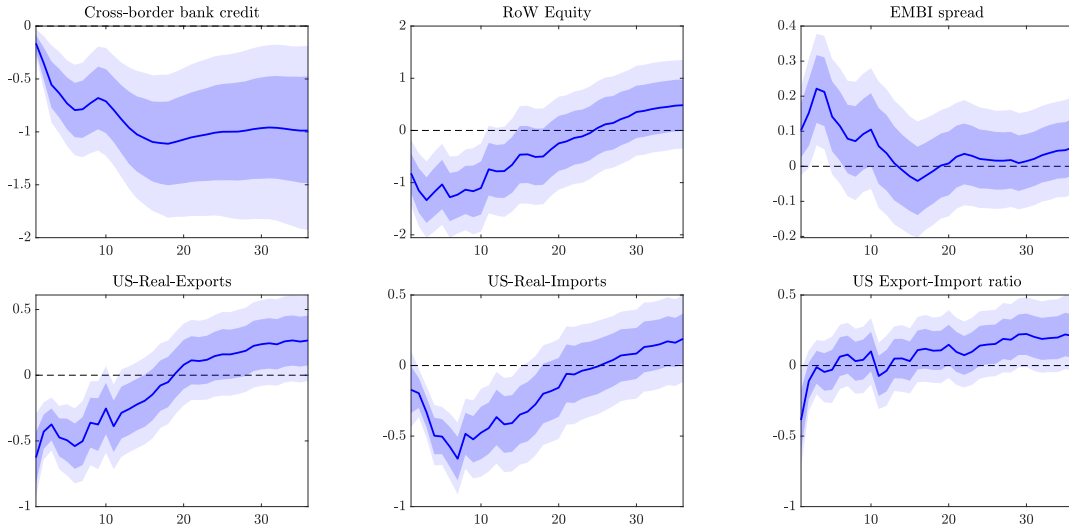 Cross-border bank credit
0
-0.5
-1
-1.5
-2
10 20 30
RoW Equity
2
1
0
-1
-2
10 20 30
EMBI spread
0.4
0.3
0.2
0.1
0
-0.1
-0.2
10 20 30
US-Real-Exports
0.5
0
-0.5
-1
10 20 30
US-Real-Imports
0.5
0
-0.5
-1
10 20 30
US Export-Import ratio
0.5
0
-0.5
-1
10 20 30